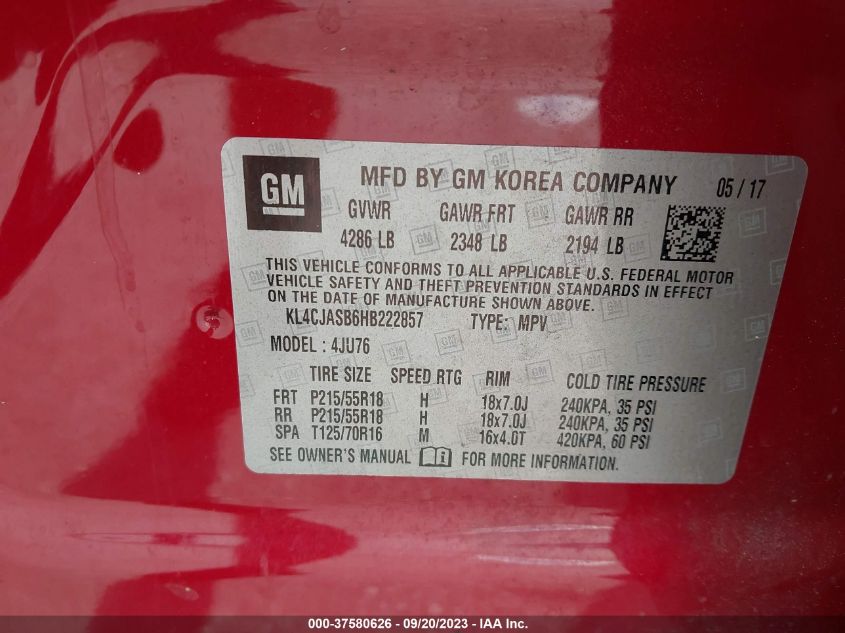 GM MFD BY GM KOREA COMPANY 05 / 17
GVWR GAWR FRT GAWR RR
4286 LB 2348 LB 2194 LB
THIS VEHICLE CONFORMS TO ALL APPLICABLE U.S. FEDERAL MOTOR
VEHICLE SAFETY AND THEFT PREVENTION STANDARDS IN EFFECT
ON THE DATE OF MANUFACTURE SHOWN ABOVE.
KL4CJASB6HB222857 TYPE: MPV
MODEL : 4JU76
TIRE SIZE SPEED RTG RIM COLD TIRE PRESSURE
FRT P215/55R18 H 18x7.0J 240KPA, 35 PSI
RR P215/55R18 H 18x7.0J 240KPA, 35 PSI
SPA T125/70R16 M 16x4.0T 420KPA, 60 PSI
SEE OWNER'S MANUAL FOR MORE INFORMATION.
000-37580626 - 09/20/2023 - IAA Inc.